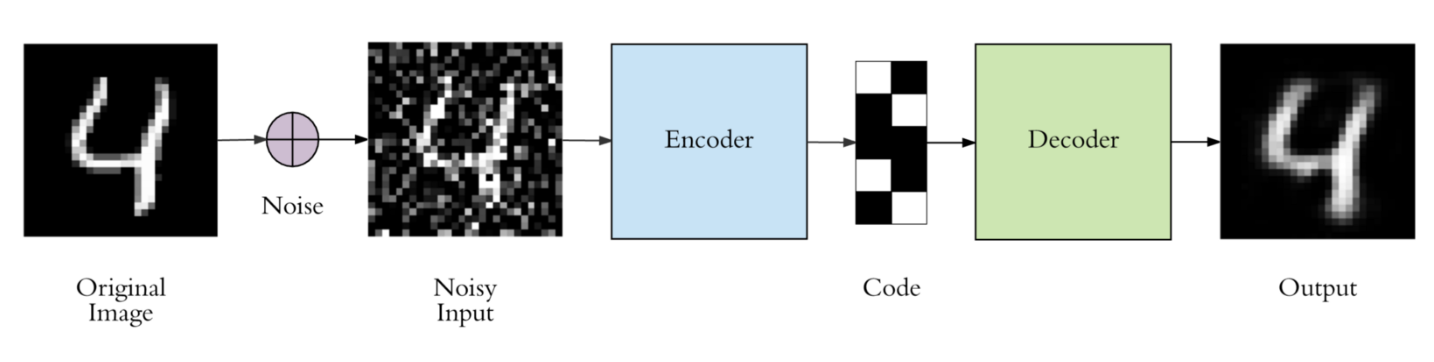 Encoder
Decoder
Noise
Original
Image
Noisy
Input
Code
Output